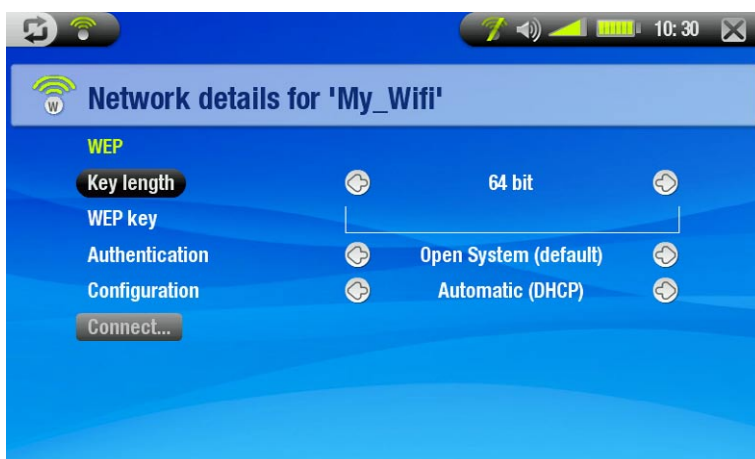 10:30
W
Network details for 'My_Wifi'
WEP
Key length 64 bit
WEP key
Authentication Open System (default)
Configuration Automatic (DHCP)
Connect...